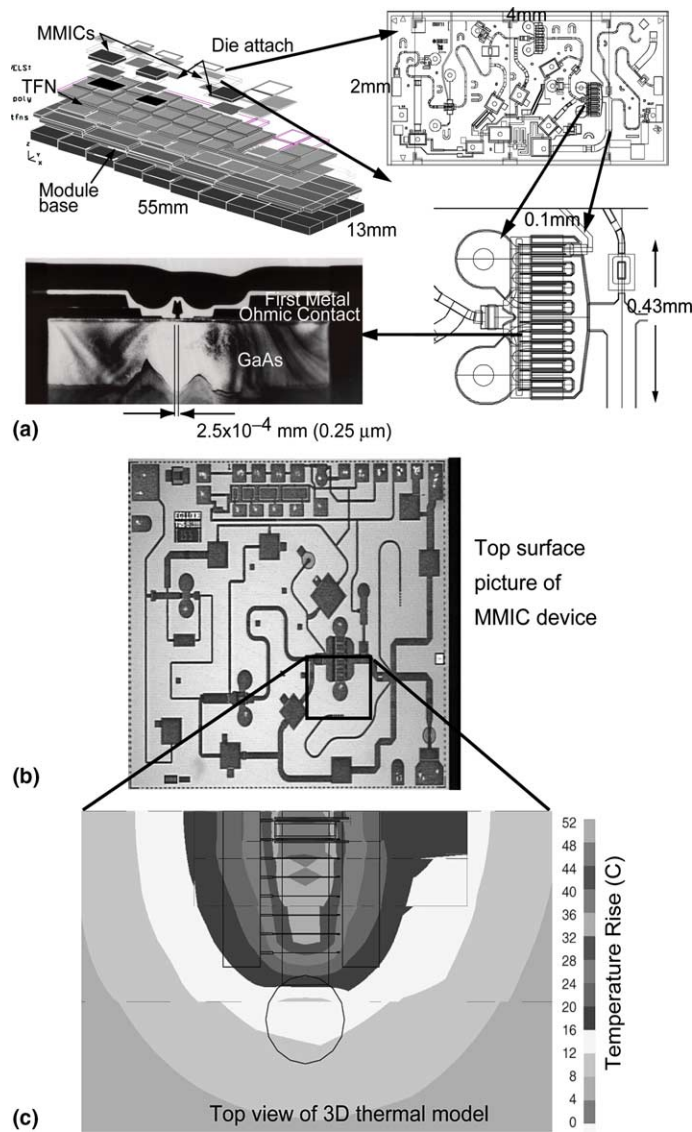 MMICs
Die attach
TFN
poly
tfns
Module
base
55mm
13mm
4mm
2mm
0.1mm
0.43mm
First Metal
Ohmic Contact
GaAs
2.5x10⁻⁴ mm (0.25 μm)
(a)
Top surface
picture of
MMIC device
(b)
52
48
44
40
36
32
28
24
20
16
12
8
4
0
Temperature Rise (C)
Top view of 3D thermal model
(c)